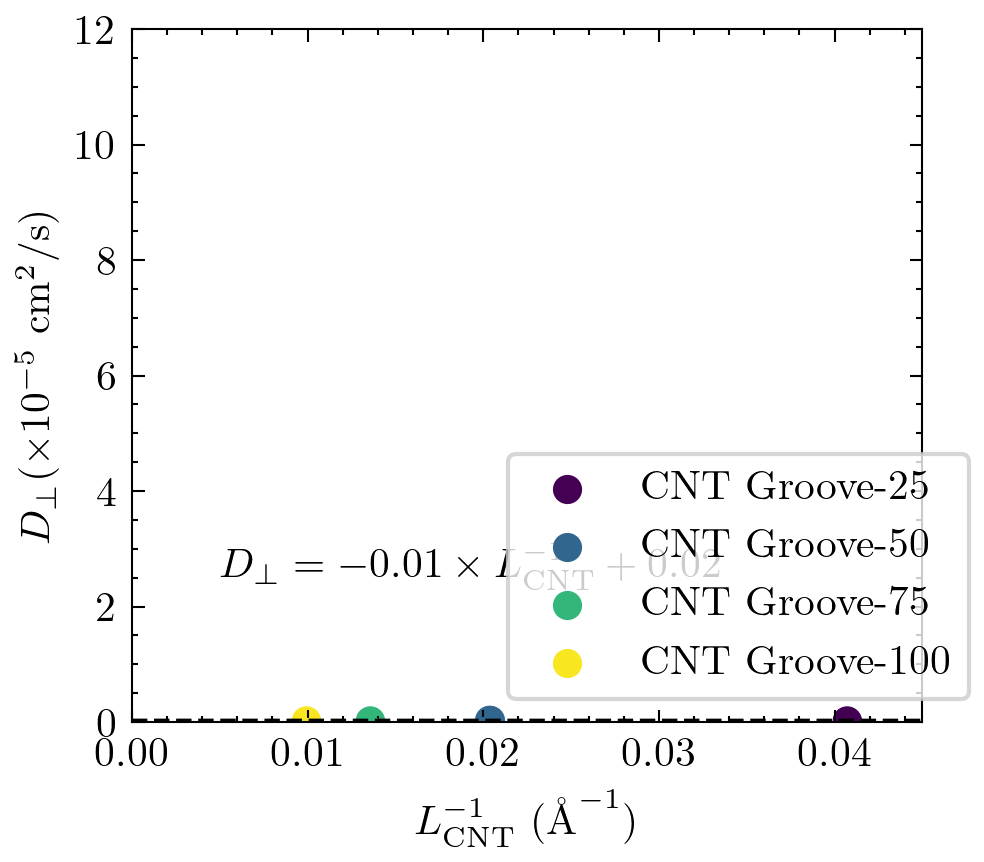 12
10
8
6
4
2
0
D⊥(×10⁻⁵ cm²/s)
CNT Groove-25
CNT Groove-50
CNT Groove-75
CNT Groove-100
D⊥ = −0.01 × L⁻¹CNT + 0.02
0.00 0.01 0.02 0.03 0.04
L⁻¹CNT (Å⁻¹)